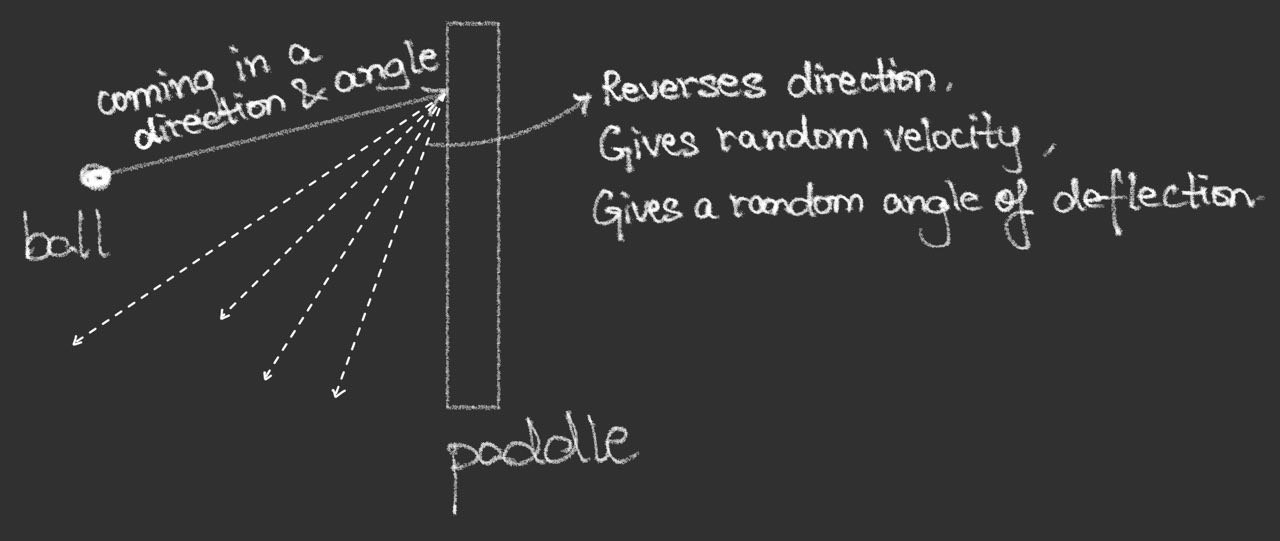 coming in a
direction & angle
Reverses direction.
Gives random velocity,
Gives a random angle of deflection.
ball
paddle